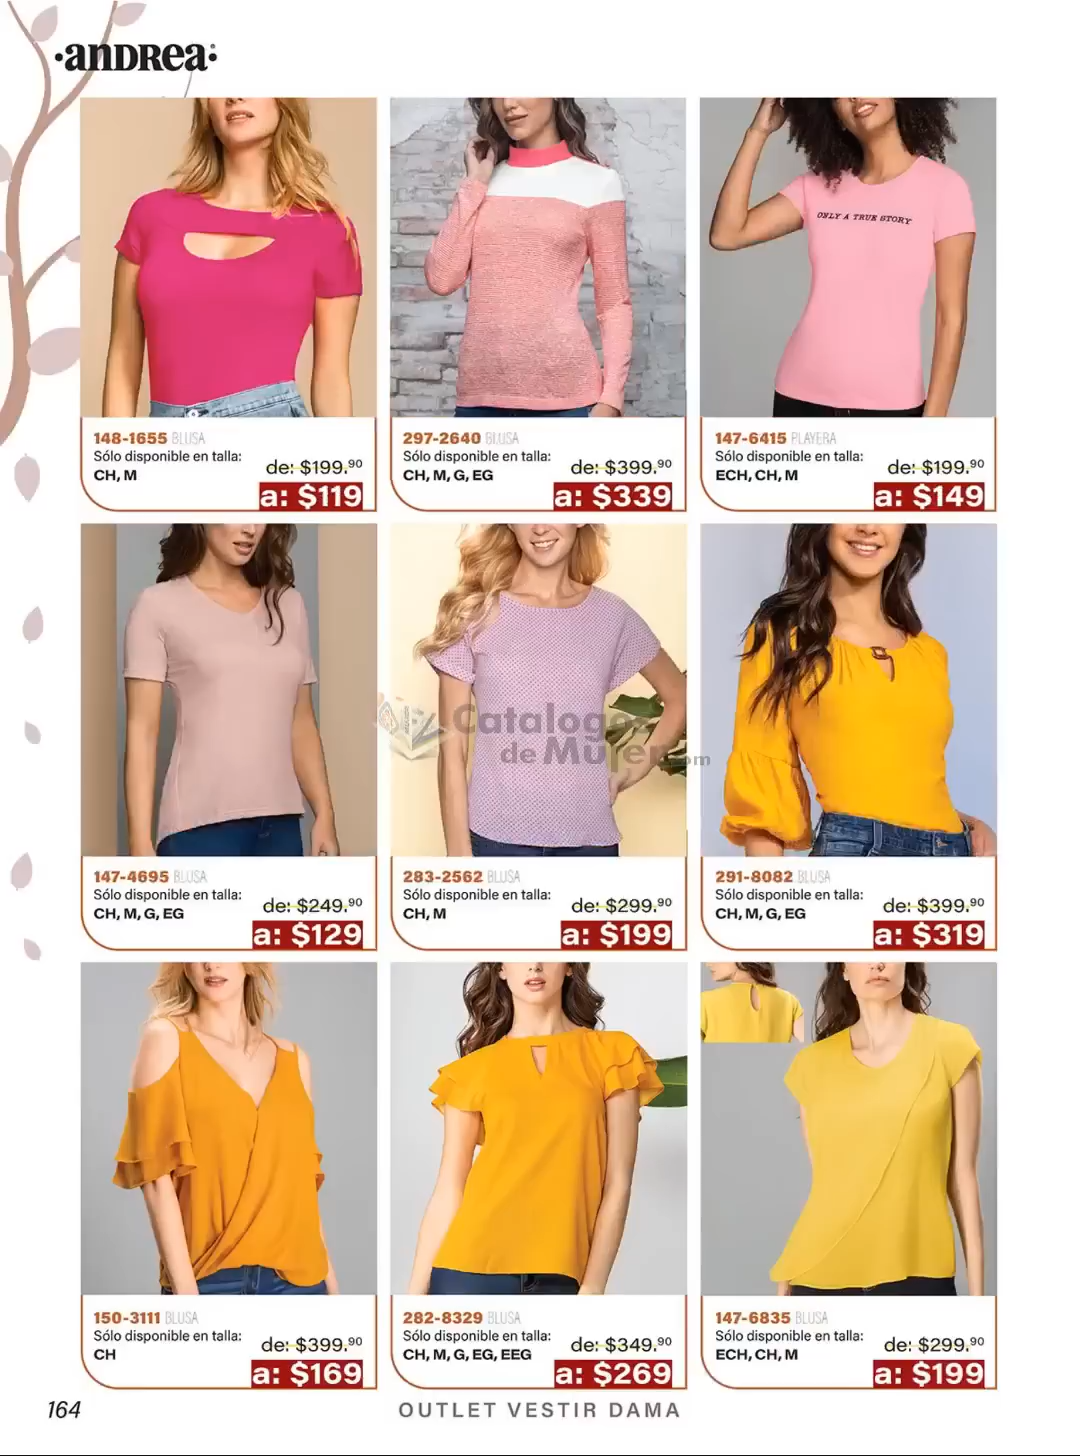 ·andrea·
ONLY A TRUE STORY
148-1655 BLUSA
Sólo disponible en talla:
CH, M
de: $199.90
a: $119
297-2640 BLUSA
Sólo disponible en talla:
CH, M, G, EG
de: $399.90
a: $339
147-6415 PLAYERA
Sólo disponible en talla:
ECH, CH, M
de: $199.90
a: $149
147-4695 BLUSA
Sólo disponible en talla:
CH, M, G, EG
de: $249.90
a: $129
283-2562 BLUSA
Sólo disponible en talla:
CH, M
de: $299.90
a: $199
291-8082 BLUSA
Sólo disponible en talla:
CH, M, G, EG
de: $399.90
a: $319
Catalogos
de Mujer.com
150-3111 BLUSA
Sólo disponible en talla:
CH
de: $399.90
a: $169
282-8329 BLUSA
Sólo disponible en talla:
CH, M, G, EG, EEG
de: $349.90
a: $269
147-6835 BLUSA
Sólo disponible en talla:
ECH, CH, M
de: $299.90
a: $199
164
OUTLET VESTIR DAMA